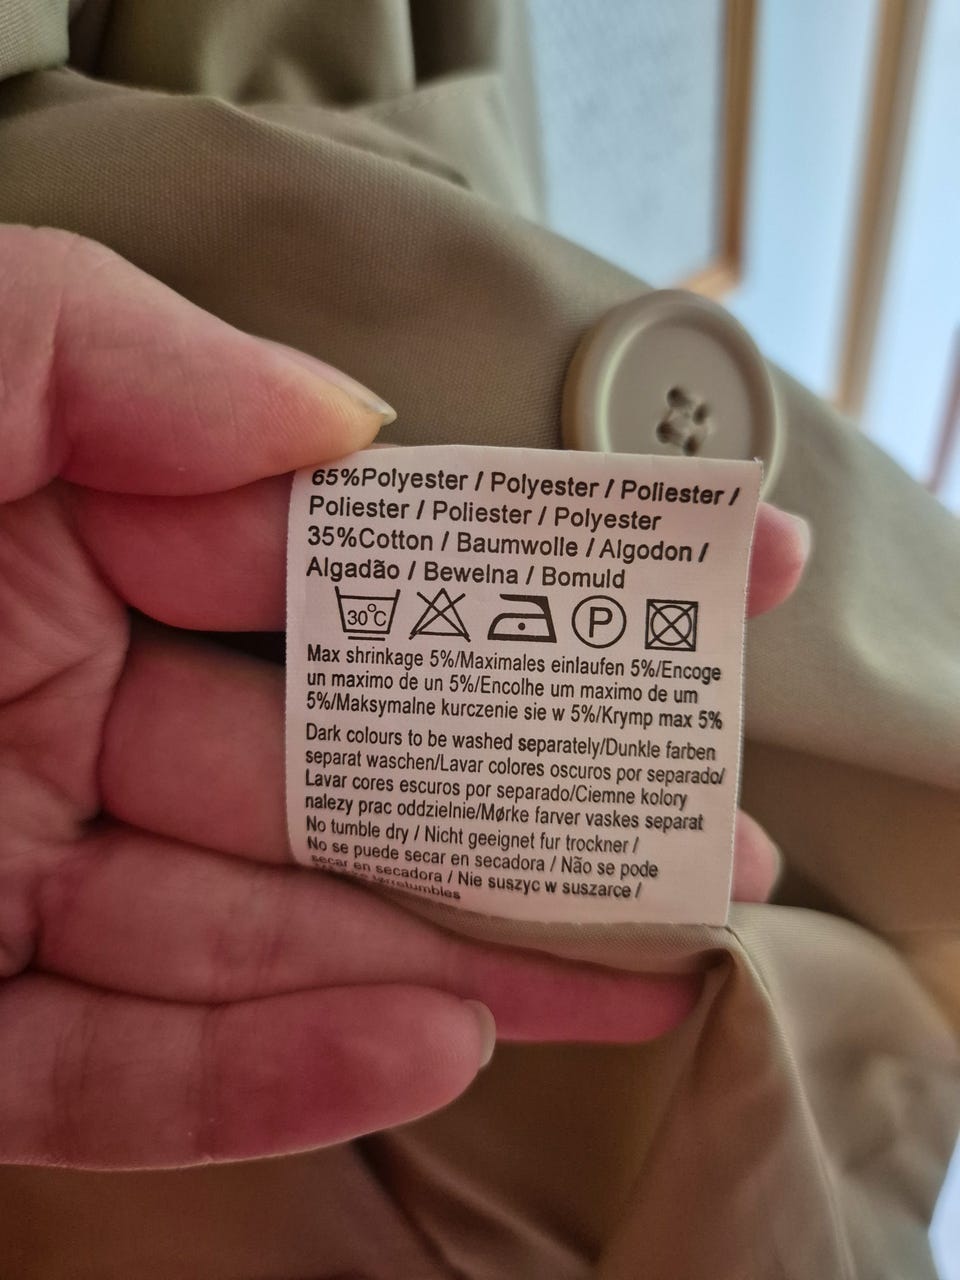 65%Polyester / Polyester / Poliester /
Poliester / Poliester / Polyester
35%Cotton / Baumwolle / Algodon /
Algadão / Bewelna / Bomuld
30°C P
Max shrinkage 5%/Maximales einlaufen 5%/Encoge
un maximo de un 5%/Encolhe um maximo de um
5%/Maksymalne kurczenie sie w 5%/Krymp max 5%
Dark colours to be washed separately/Dunkle farben
separat waschen/Lavar colores oscuros por separado/
Lavar cores escuros por separado/Ciemne kolory
nalezy prac oddzielnie/Mørke farver vaskes separat
No tumble dry / Nicht geeignet fur trockner /
No se puede secar en secadora / Não se pode
secar en secadora / Nie suszyc w suszarce /